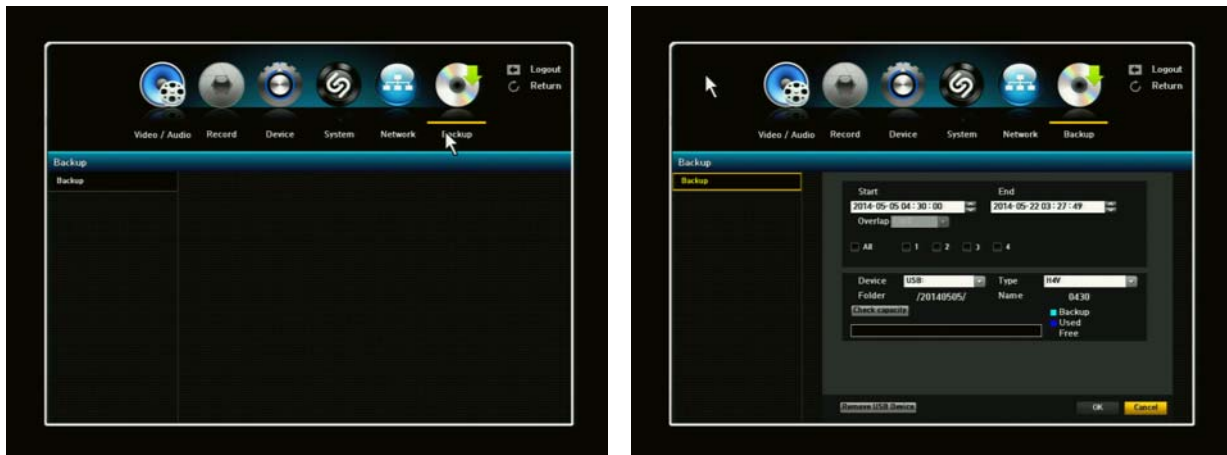 Logout
Return
Video / Audio Record Device System Network Backup
Backup
Backup
Logout
Return
Video / Audio Record Device System Network Backup
Backup
Backup
Start End
2014-05-05 04 : 30 : 00 2014-05-22 03 : 27 : 49
Overlap
All 1 2 3 4
Device USB: Type H4V
Folder /20140505/ Name 0430
Check capacity
Backup
Used
Free
Remove USB Device OK Cancel